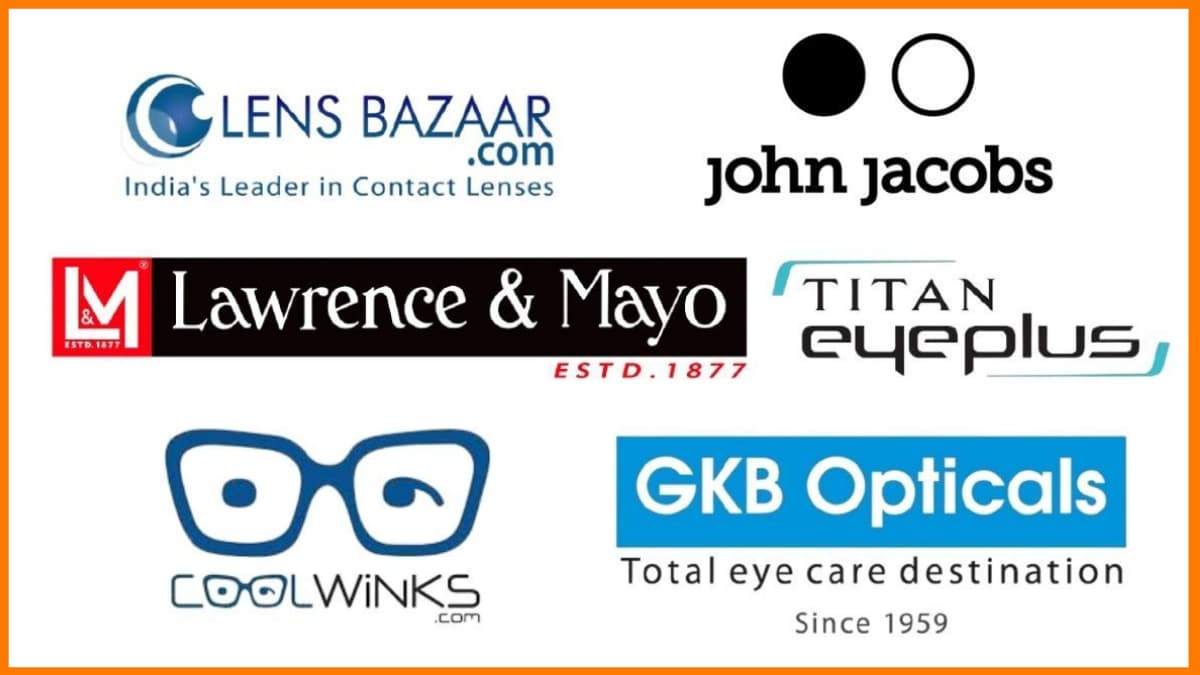 LENS BAZAAR
.com
India's Leader in Contact Lenses
john jacobs
L&M®
ESTD.1877
Lawrence & Mayo
ESTD.1877
TITAN
eyeplus
COOLWiNKS
.com
GKB Opticals
Total eye care destination
Since 1959